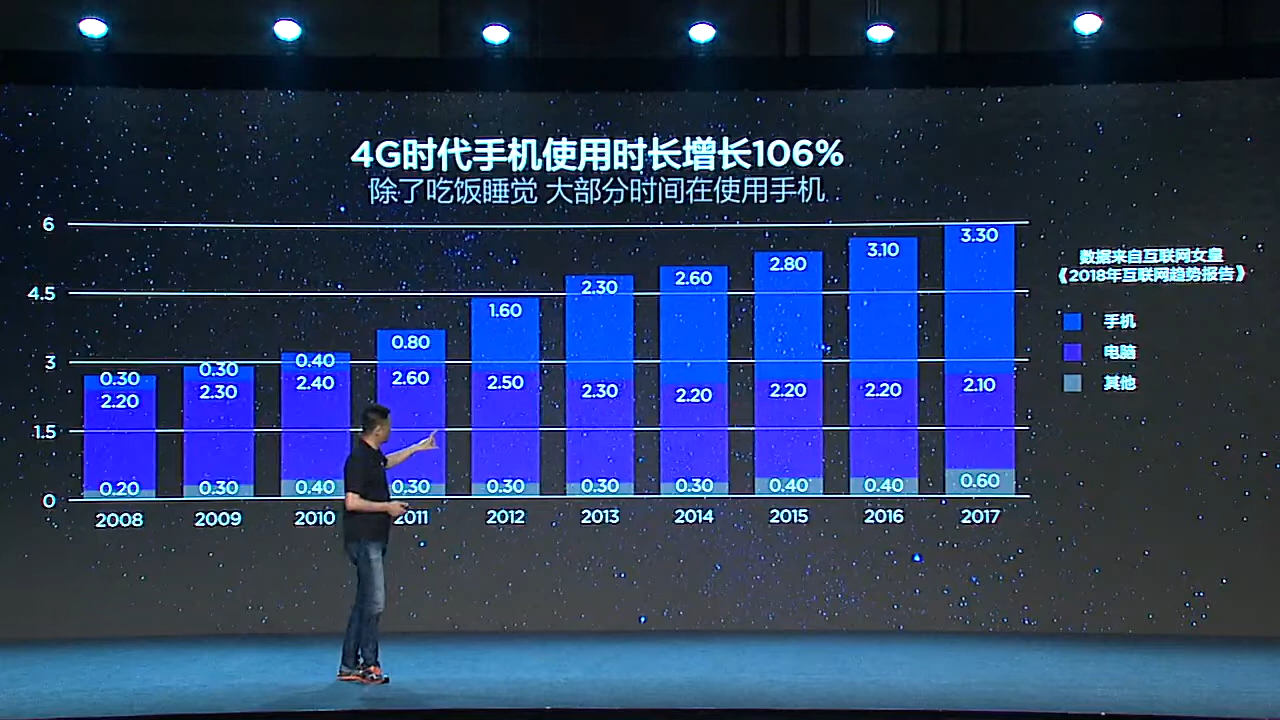 4G时代手机使用时长增长106%
除了吃饭睡觉 大部分时间在使用手机
数据来自互联网女皇
《2018年互联网趋势报告》
手机
电脑
其他
6
4.5
3
1.5
0
0.30 0.30 0.40 0.80 1.60 2.30 2.60 2.80 3.10 3.30
2.20 2.30 2.40 2.60 2.50 2.30 2.20 2.20 2.20 2.10
0.20 0.30 0.40 0.30 0.30 0.30 0.30 0.40 0.40 0.60
2008 2009 2010 2011 2012 2013 2014 2015 2016 2017